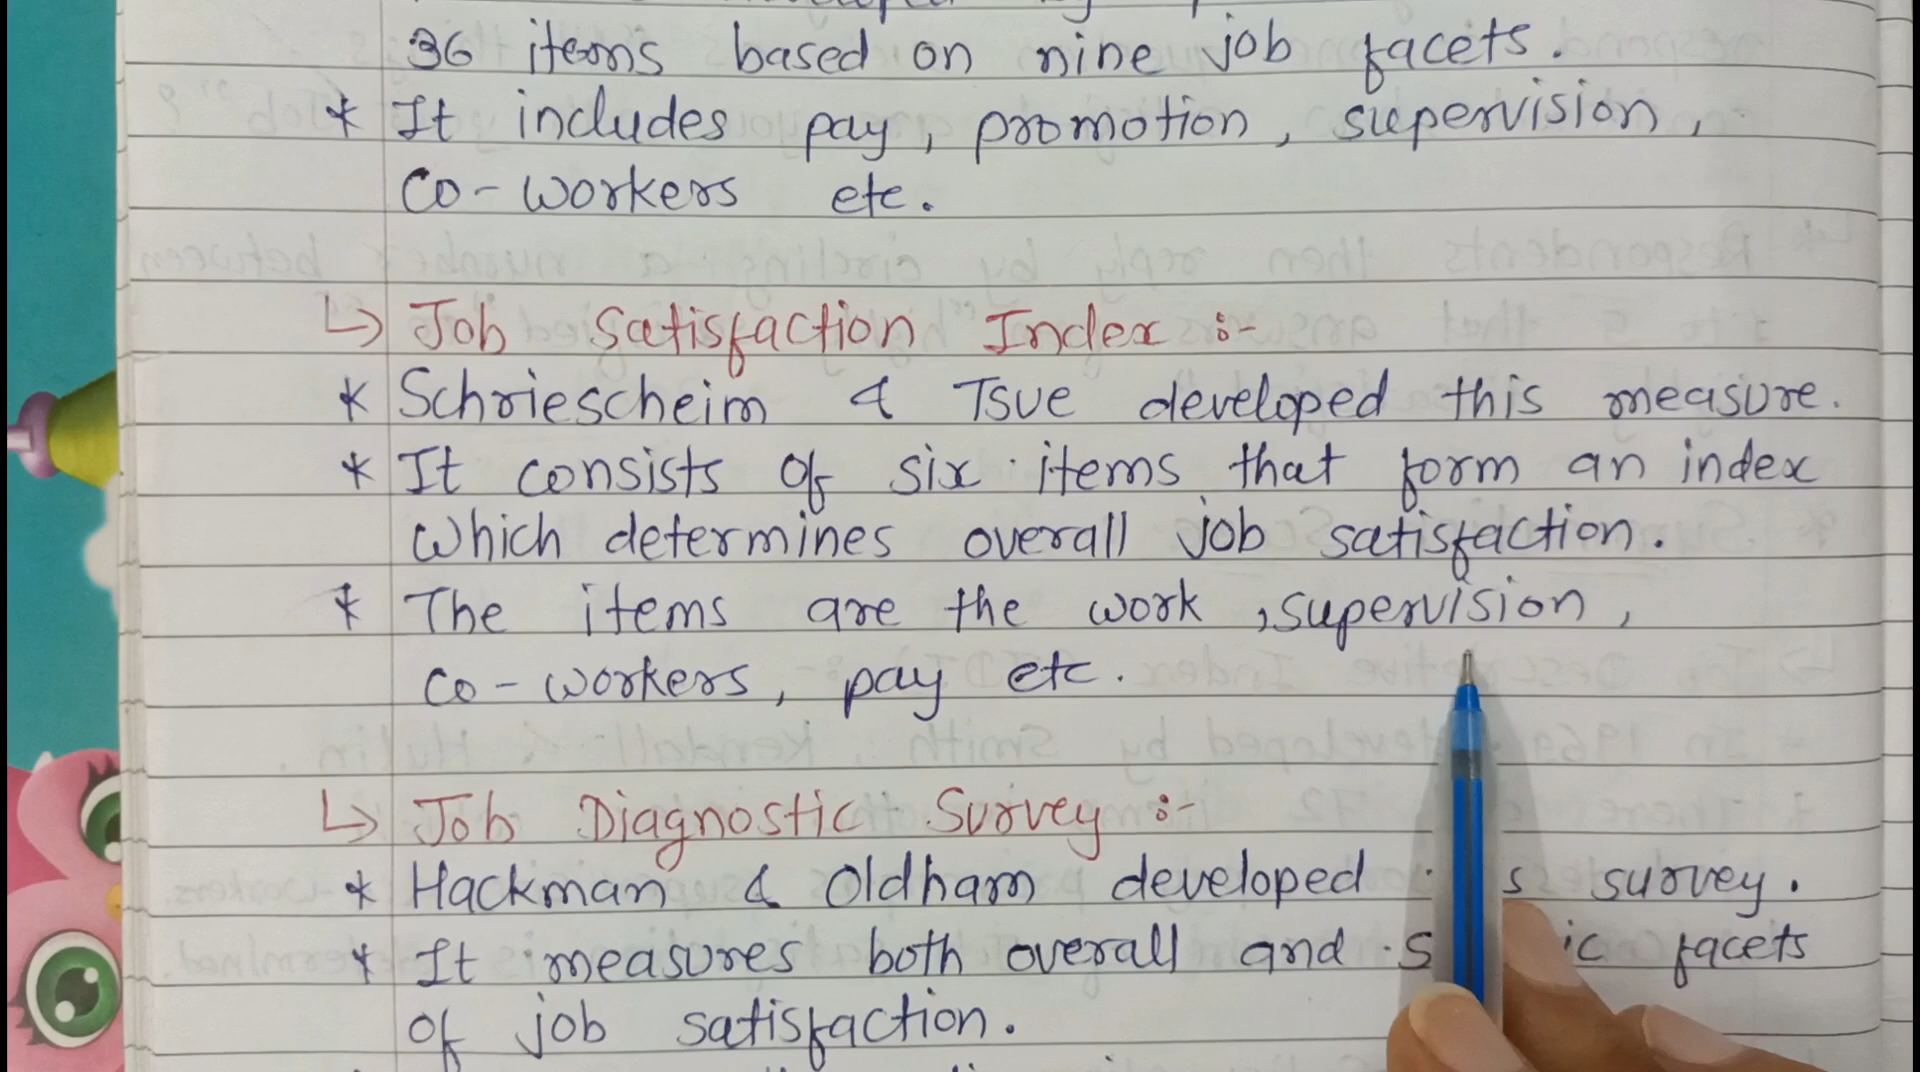 36 items based on nine job facets.
* It includes pay, promotion, supervision,
Co-workers etc.
↳ Job Satisfaction Index :-
* Schriescheim & Tsue developed this measure.
* It consists of six items that form an index
which determines overall job satisfaction.
* The items are the work, supervision,
co-workers, pay etc.
↳ Job Diagnostic Survey :-
* Hackman & Oldham developed survey.
* It measures both overall and facets
of job satisfaction.